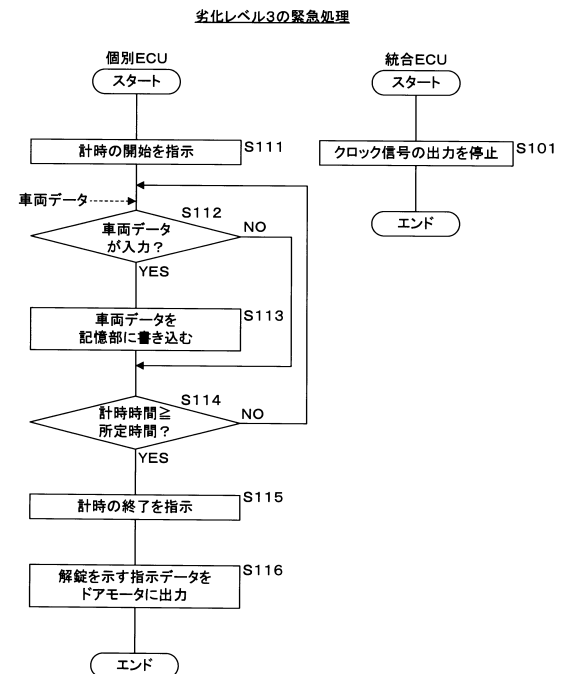 劣化レベル3の緊急処理
個別ECU
スタート
計時の開始を指示
S111
車両データ
S112
車両データ
が入力?
NO
YES
車両データを
記憶部に書き込む
S113
S114
計時時間≧
所定時間?
NO
YES
計時の終了を指示
S115
解錠を示す指示データを
ドアモータに出力
S116
エンド
統合ECU
スタート
クロック信号の出力を停止
S101
エンド